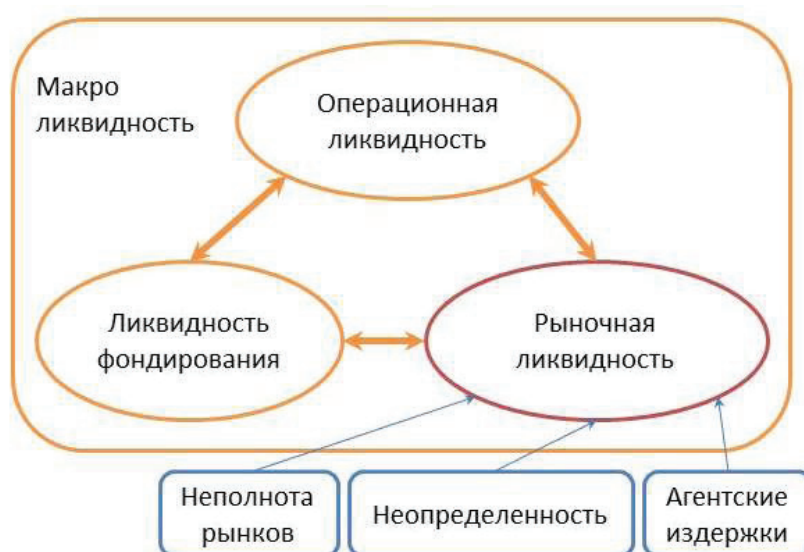 Макро
ликвидность
Операционная
ликвидность
Ликвидность
фондирования
Рыночная
ликвидность
Неполнота
рынков
Неопределенность
Агентские
издержки